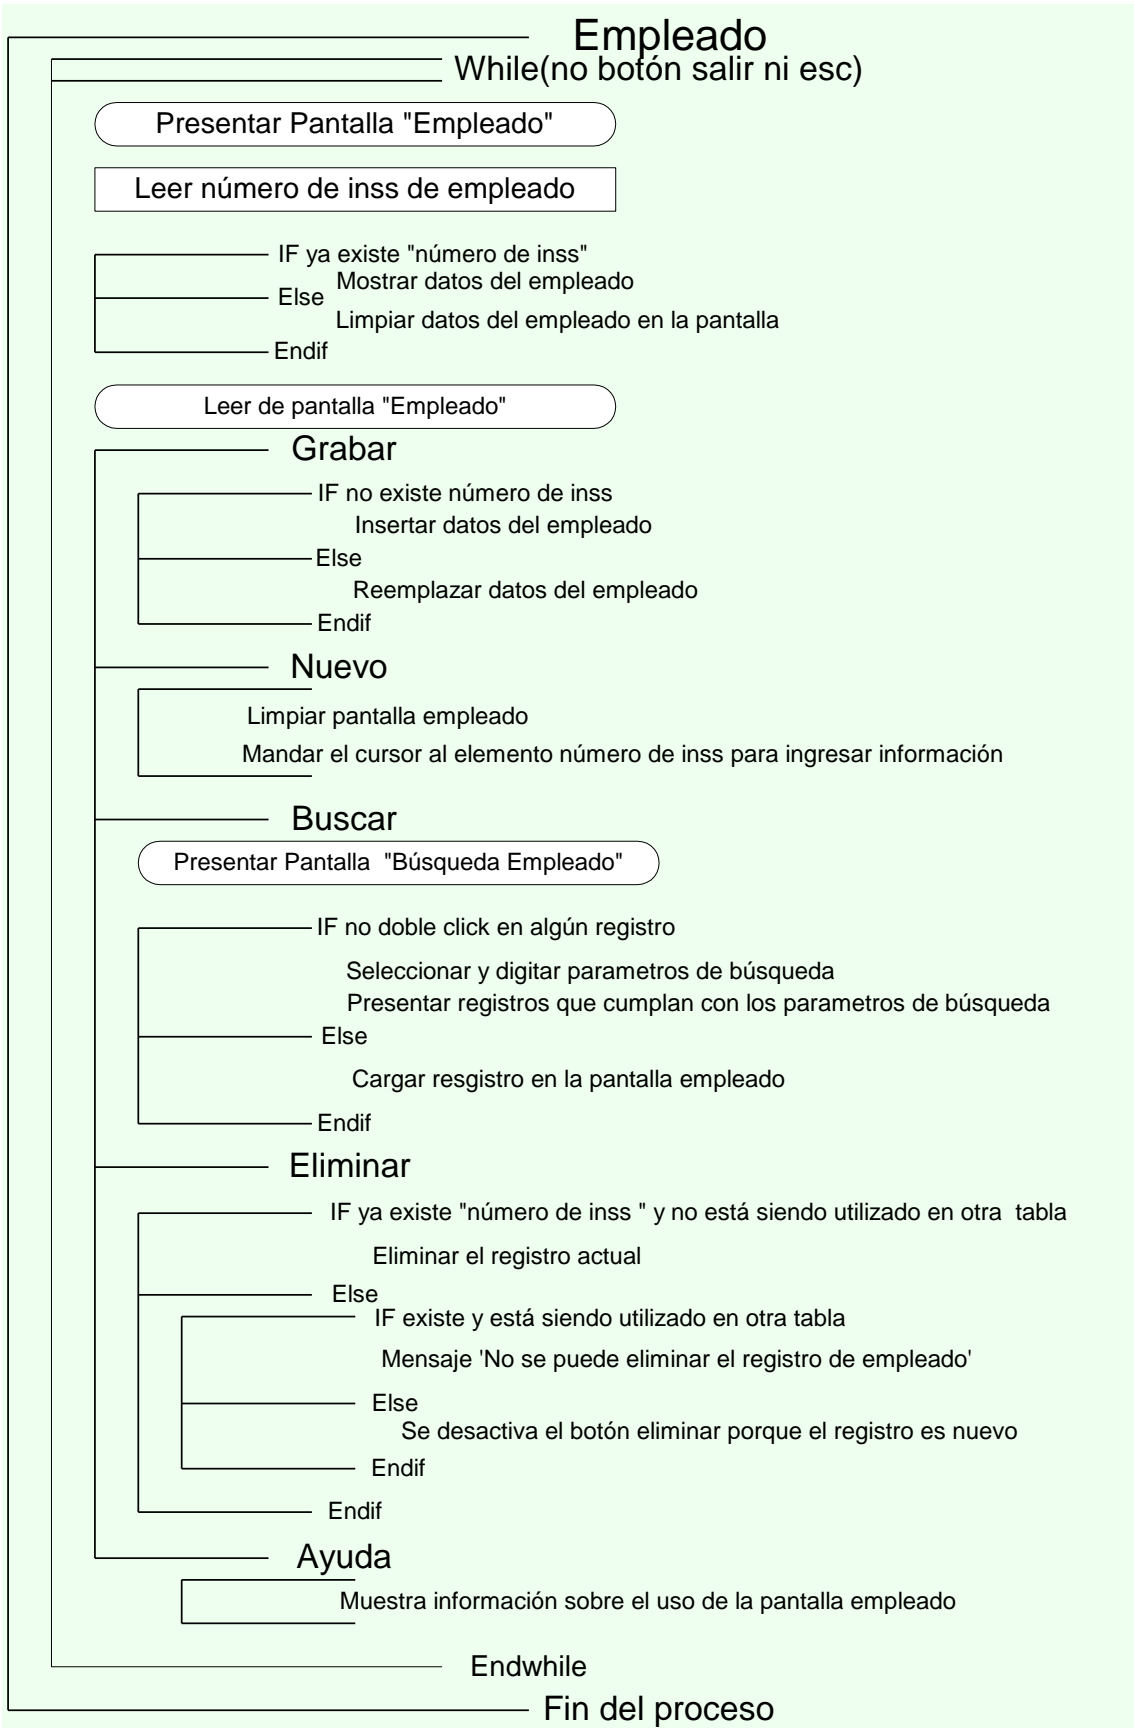 Empleado
While(no botón salir ni esc)
Presentar Pantalla "Empleado"
Leer número de inss de empleado
IF ya existe "número de inss"
Mostrar datos del empleado
Else
Limpiar datos del empleado en la pantalla
Endif
Leer de pantalla "Empleado"
Grabar
IF no existe número de inss
Insertar datos del empleado
Else
Reemplazar datos del empleado
Endif
Nuevo
Limpiar pantalla empleado
Mandar el cursor al elemento número de inss para ingresar información
Buscar
Presentar Pantalla "Búsqueda Empleado"
IF no doble click en algún registro
Seleccionar y digitar parametros de búsqueda
Presentar registros que cumplan con los parametros de búsqueda
Else
Cargar resgistro en la pantalla empleado
Endif
Eliminar
IF ya existe "número de inss " y no está siendo utilizado en otra tabla
Eliminar el registro actual
Else
IF existe y está siendo utilizado en otra tabla
Mensaje 'No se puede eliminar el registro de empleado'
Else
Se desactiva el botón eliminar porque el registro es nuevo
Endif
Endif
Ayuda
Muestra información sobre el uso de la pantalla empleado
Endwhile
Fin del proceso